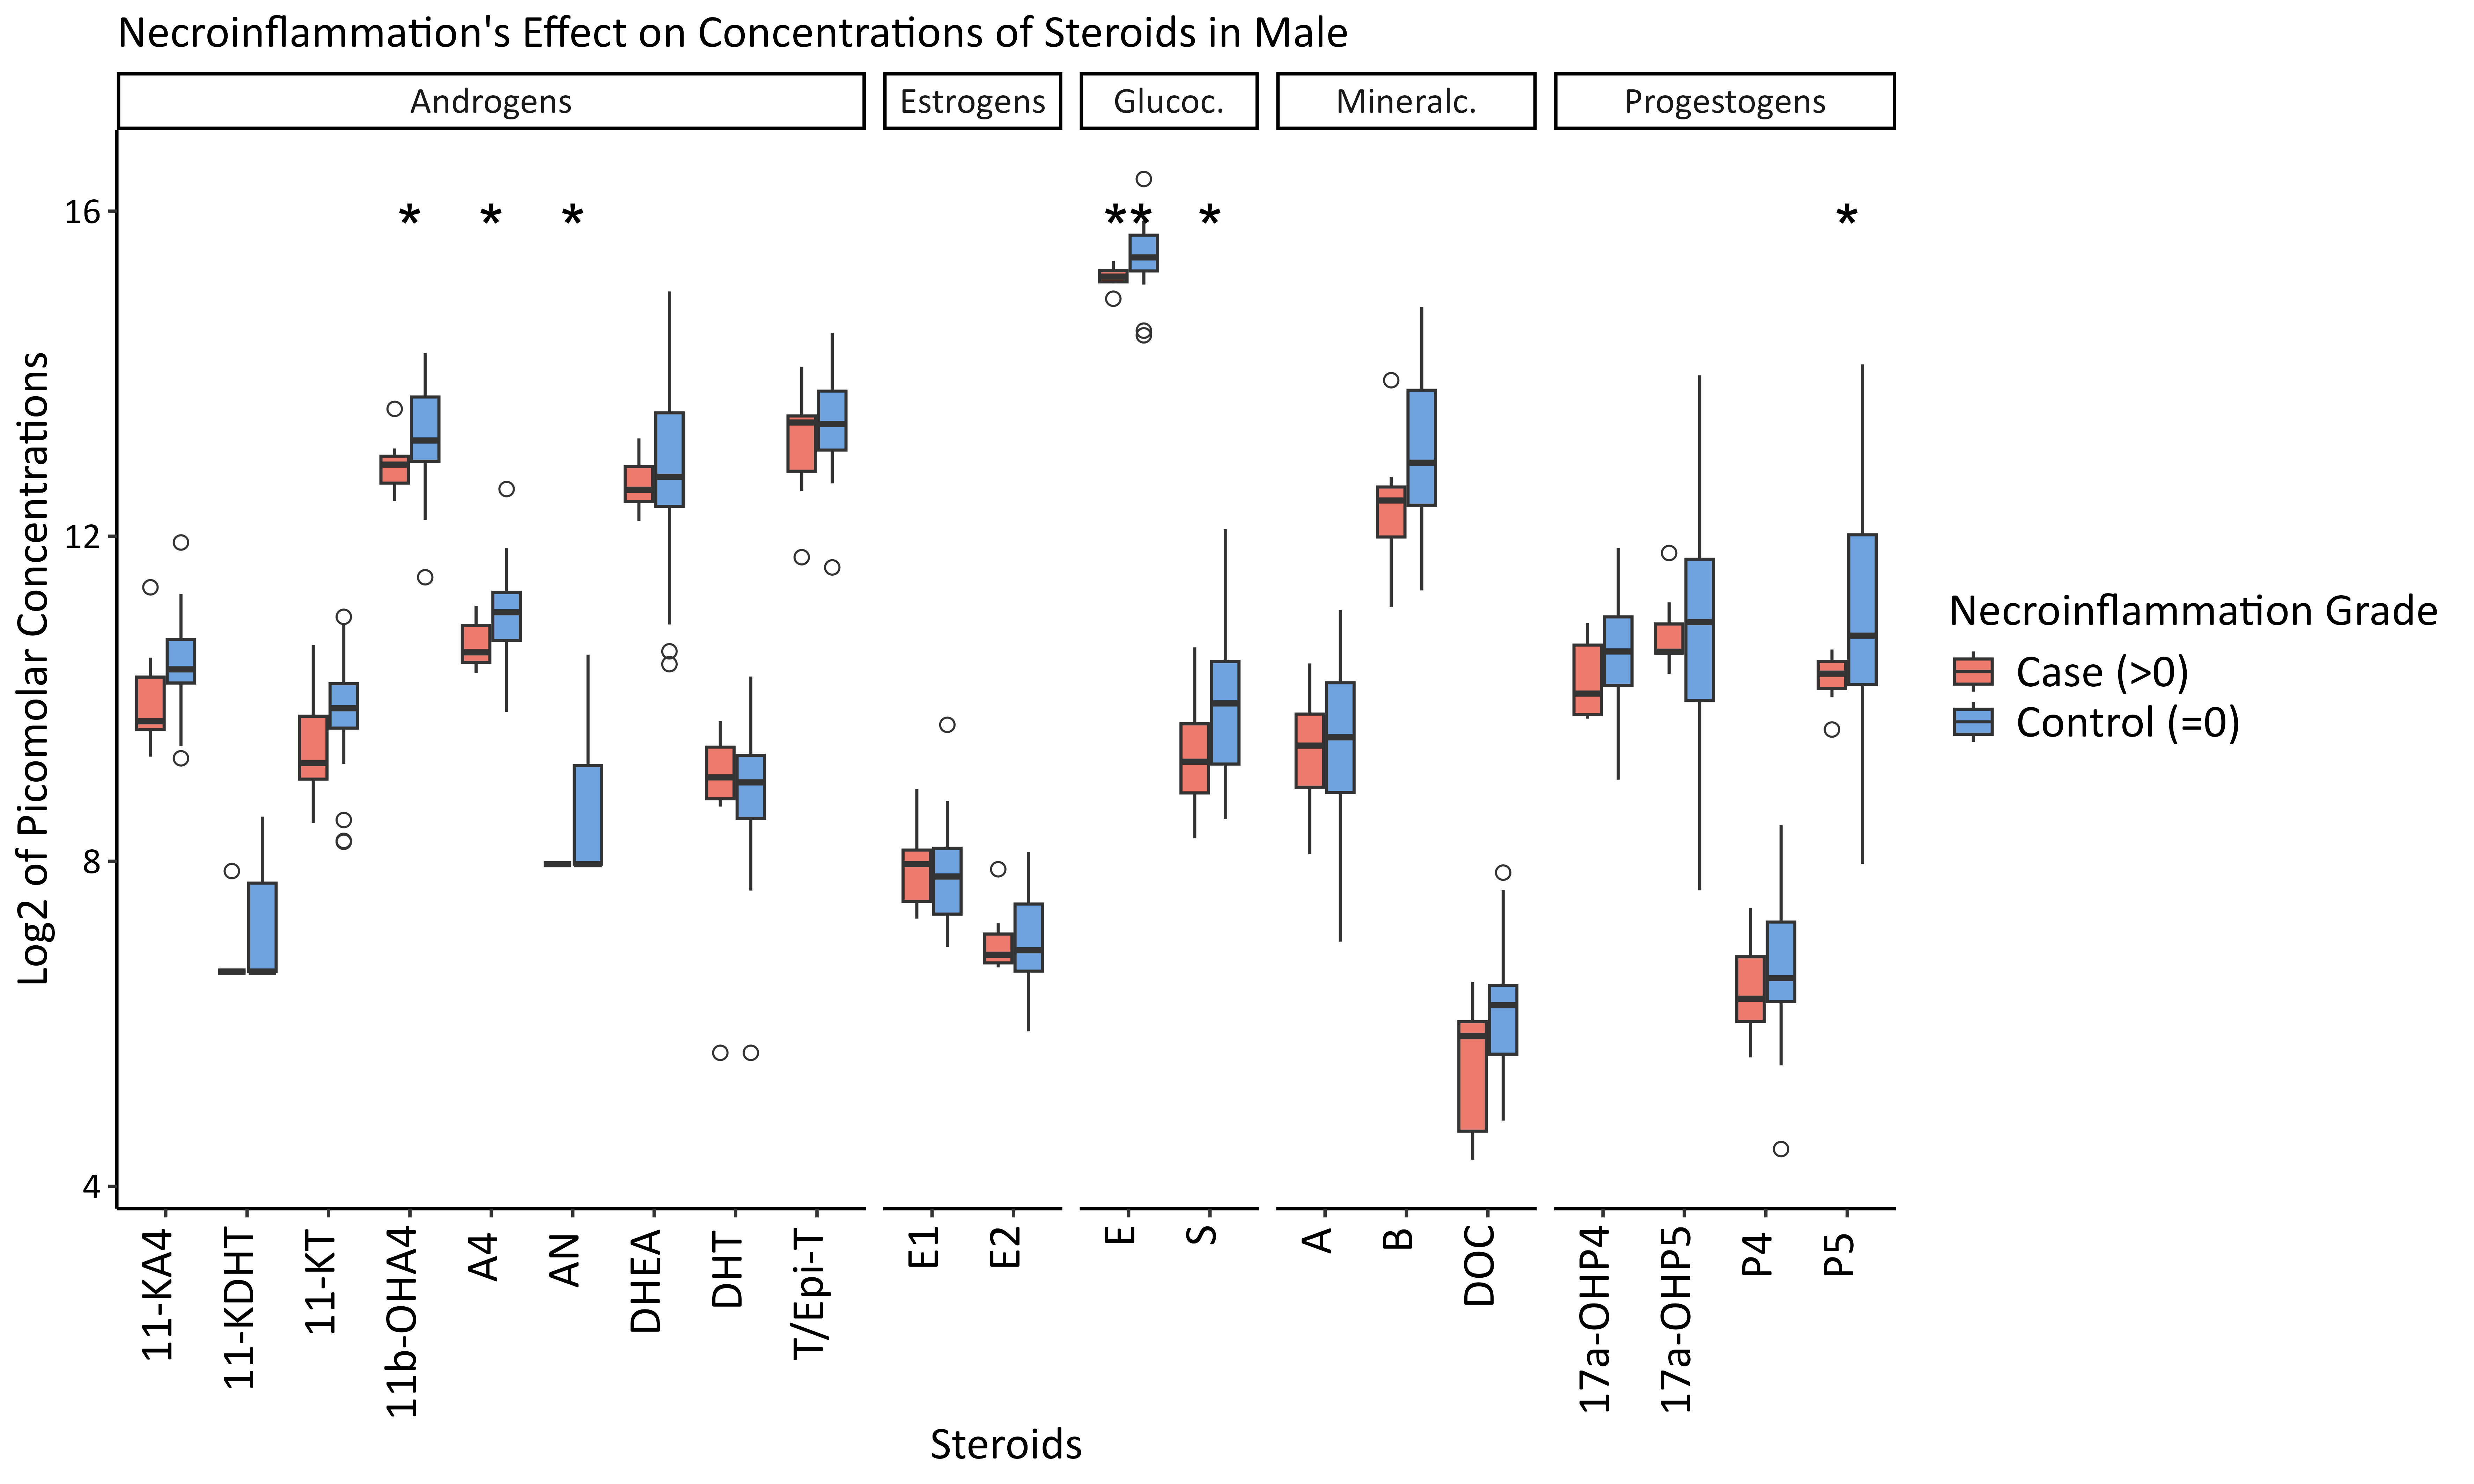 Necroinflammation's Effect on Concentrations of Steroids in Male
Androgens
Estrogens
Glucoc.
Mineralc.
Progestogens
Log2 of Picomolar Concentrations
16
12
8
4
*
*
*
**
*
*
11-KA4
11-KDHT
11-KT
11b-OHA4
A4
AN
DHEA
DHT
T/Epi-T
E1
E2
E
S
A
B
DOC
17a-OHP4
17a-OHP5
P4
P5
Steroids
Necroinflammation Grade
Case (>0)
Control (=0)